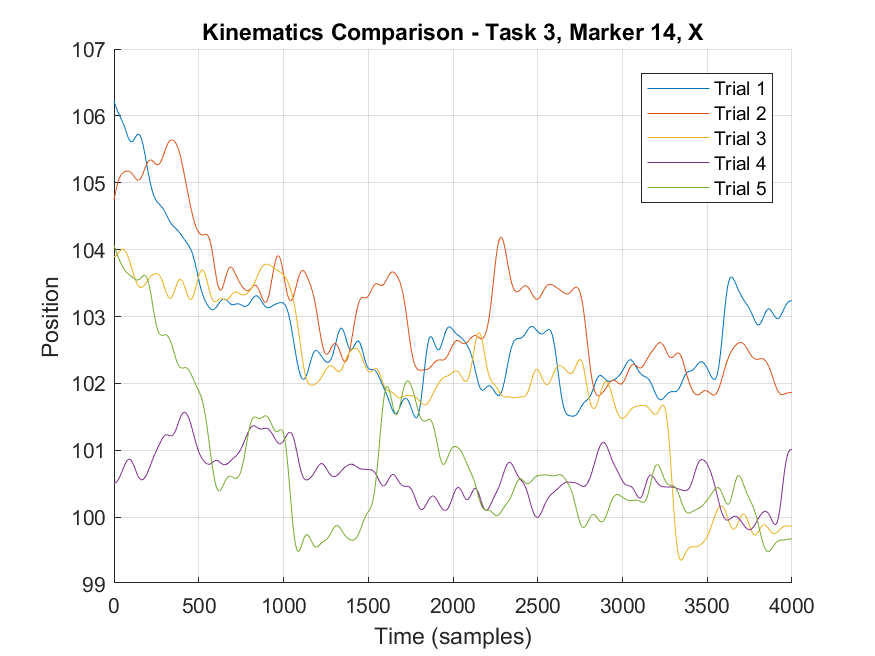 Kinematics Comparison - Task 3, Marker 14, X
107
106
105
104
103
102
101
100
99
Position
Trial 1
Trial 2
Trial 3
Trial 4
Trial 5
0 500 1000 1500 2000 2500 3000 3500 4000
Time (samples)